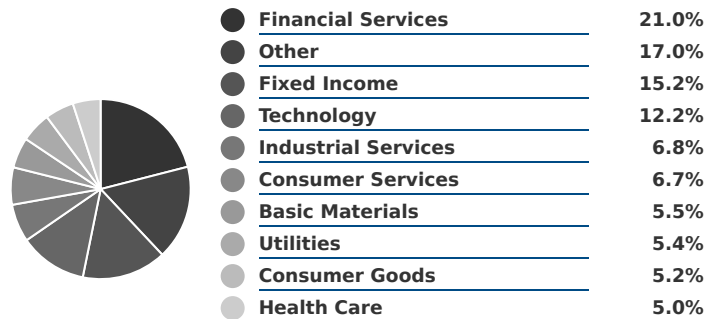 Financial Services 21.0%
Other 17.0%
Fixed Income 15.2%
Technology 12.2%
Industrial Services 6.8%
Consumer Services 6.7%
Basic Materials 5.5%
Utilities 5.4%
Consumer Goods 5.2%
Health Care 5.0%